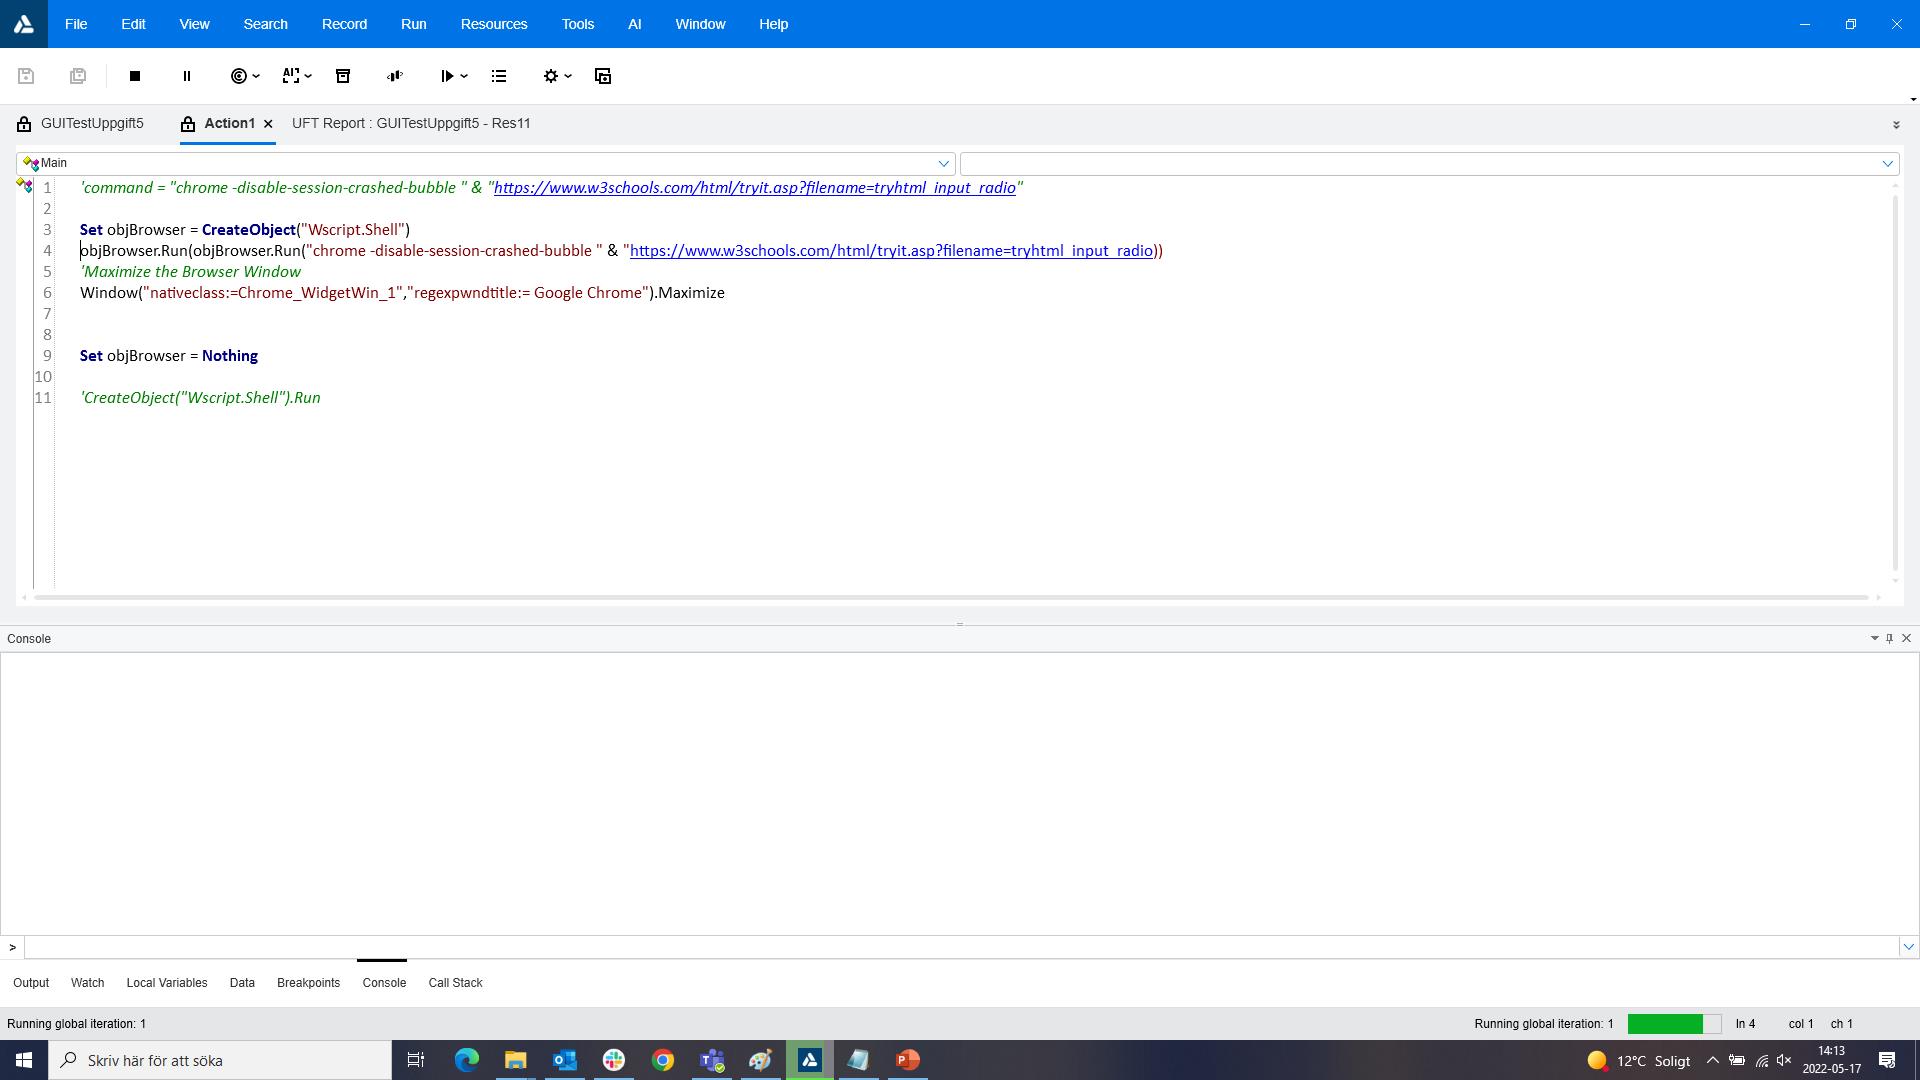 File Edit View Search Record Run Resources Tools AI Window Help
GUITestUppgift5 Action1 UFT Report : GUITestUppgift5 - Res11
Main
1 'command = "chrome -disable-session-crashed-bubble " & "https://www.w3schools.com/html/tryit.asp?filename=tryhtml_input_radio"
2
3 Set objBrowser = CreateObject("Wscript.Shell")
4 objBrowser.Run(objBrowser.Run("chrome -disable-session-crashed-bubble " & "https://www.w3schools.com/html/tryit.asp?filename=tryhtml_input_radio))
5 'Maximize the Browser Window
6 Window("nativeclass:=Chrome_WidgetWin_1","regexpwndtitle:= Google Chrome").Maximize
7
8
9 Set objBrowser = Nothing
10
11 'CreateObject("Wscript.Shell").Run
Console
>
Output Watch Local Variables Data Breakpoints Console Call Stack
Running global iteration: 1 Running global iteration: 1 ln 4 col 1 ch 1
Skriv här för att söka 12°C Soligt 14:13
2022-05-17